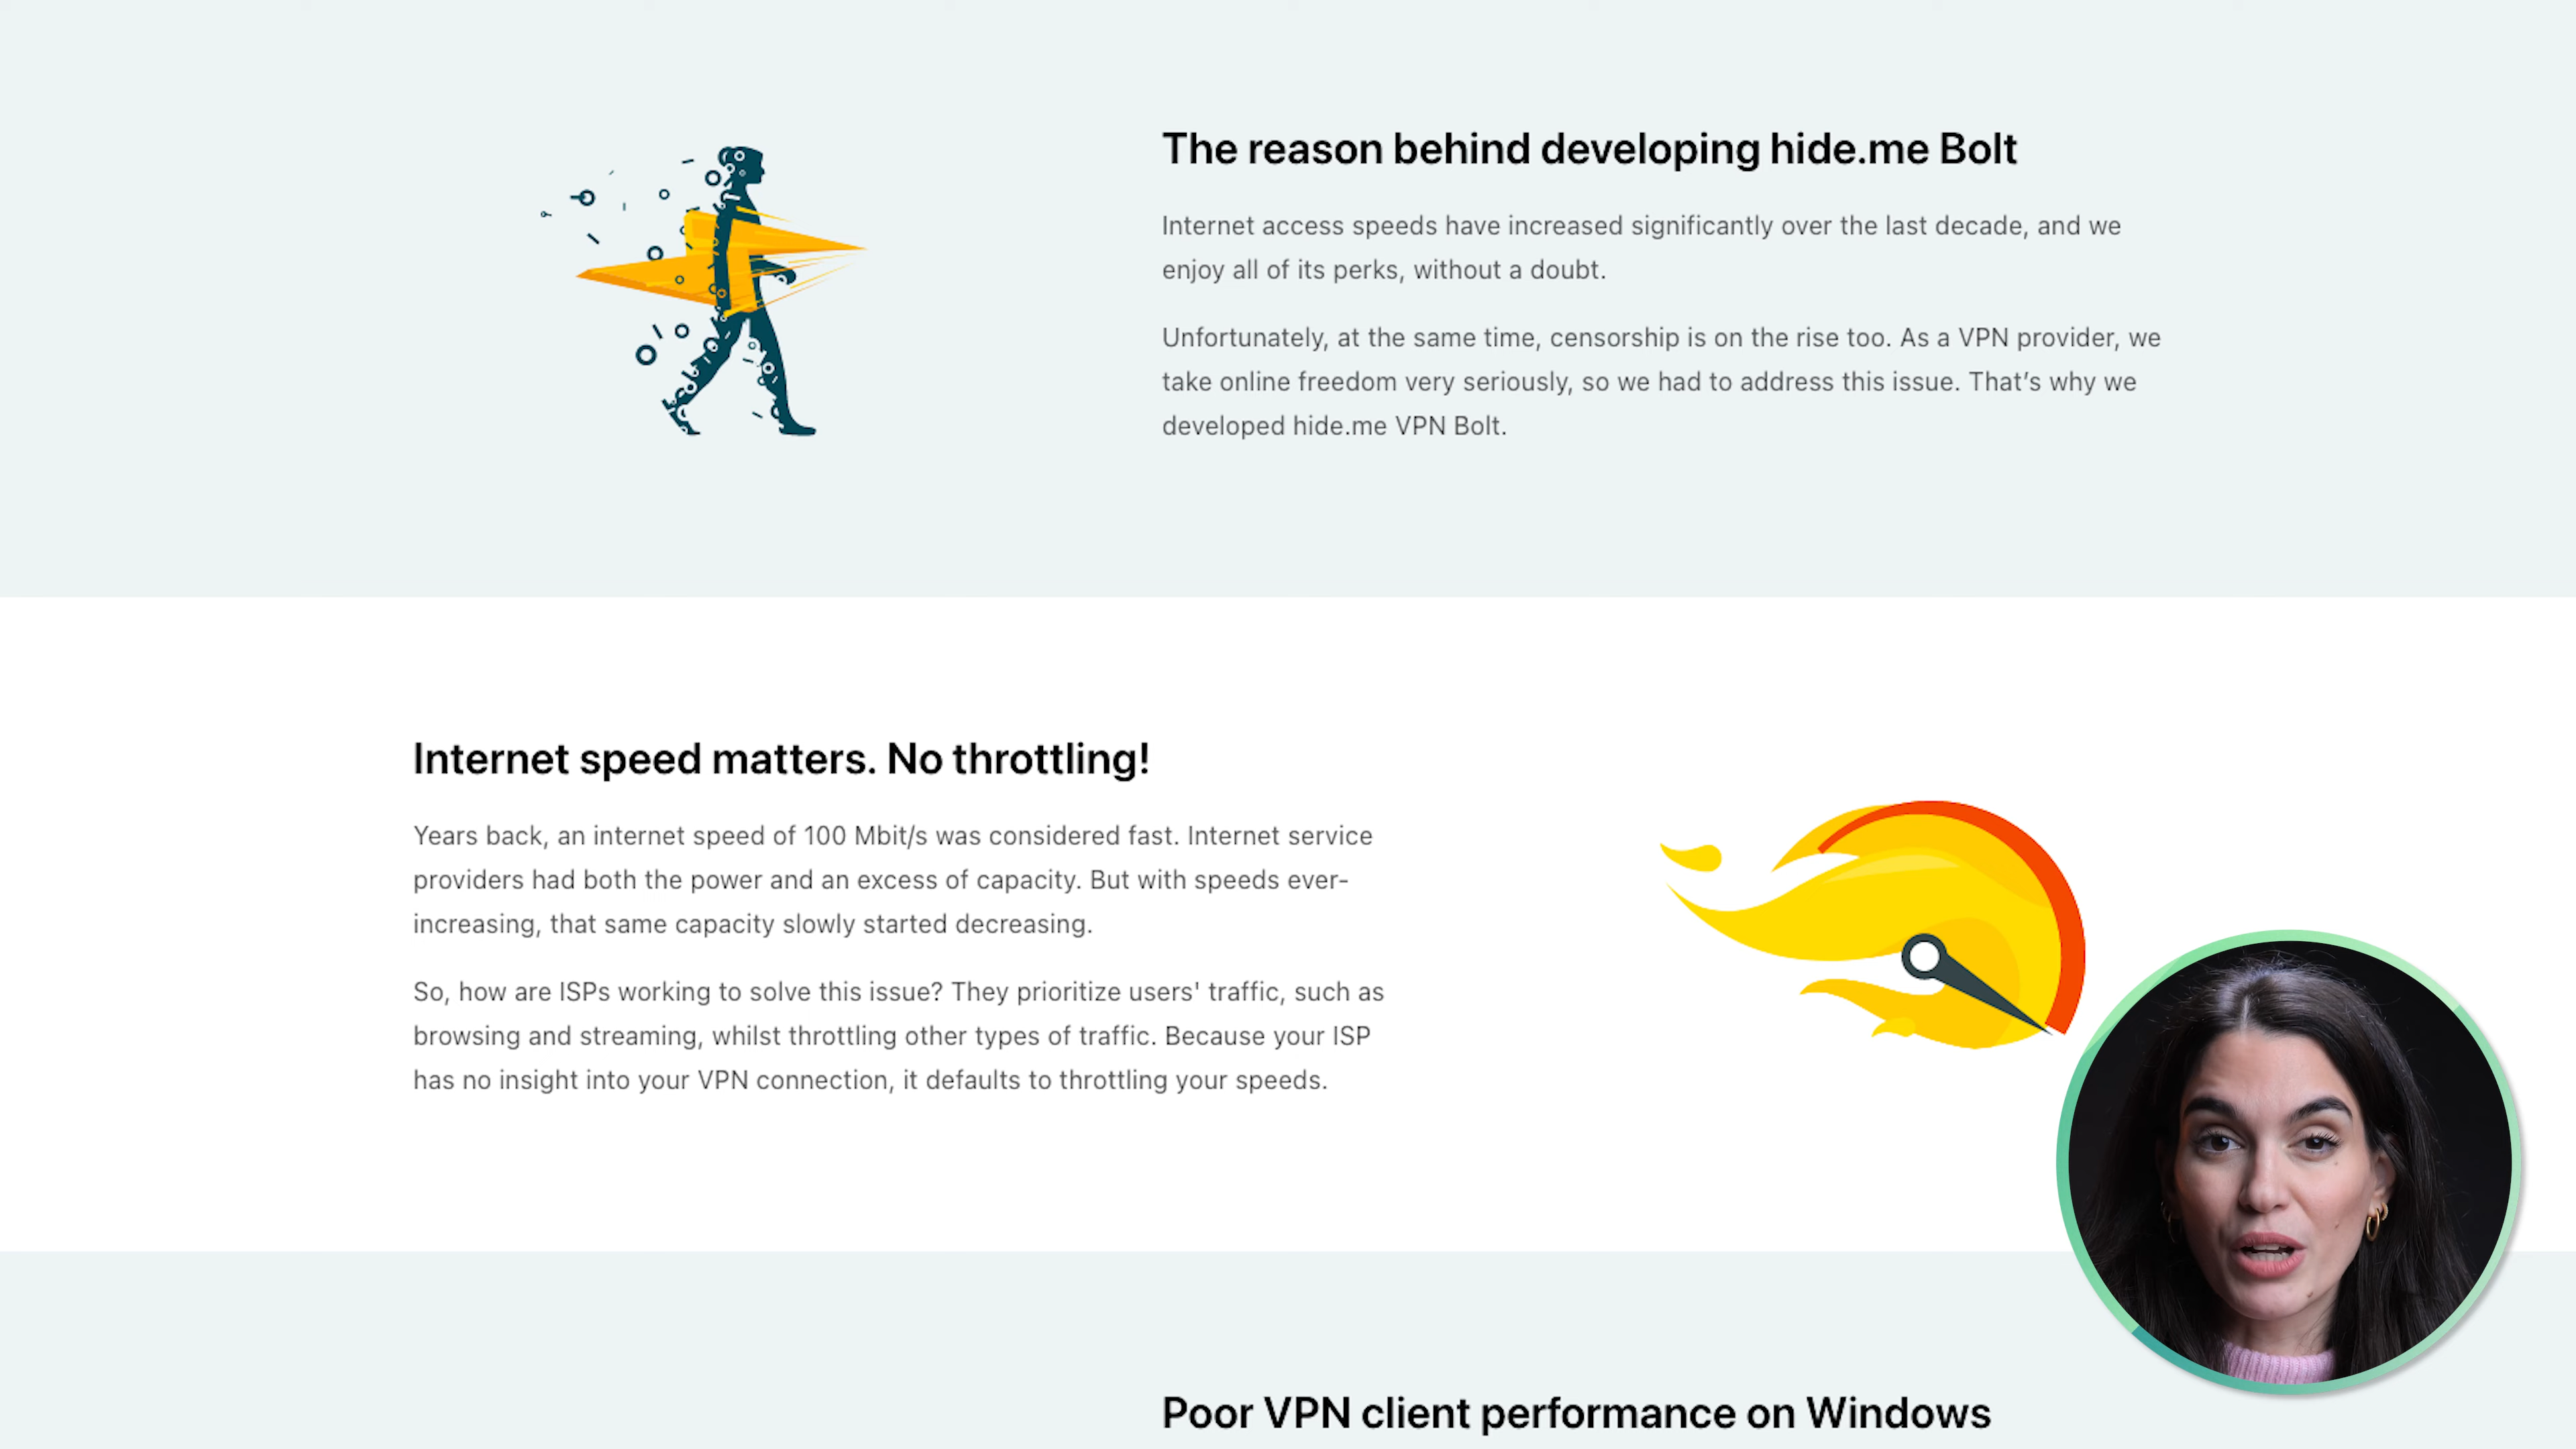 The reason behind developing hide.me Bolt
Internet access speeds have increased significantly over the last decade, and we
enjoy all of its perks, without a doubt.
Unfortunately, at the same time, censorship is on the rise too. As a VPN provider, we
take online freedom very seriously, so we had to address this issue. That’s why we
developed hide.me VPN Bolt.
Internet speed matters. No throttling!
Years back, an internet speed of 100 Mbit/s was considered fast. Internet service
providers had both the power and an excess of capacity. But with speeds ever-
increasing, that same capacity slowly started decreasing.
So, how are ISPs working to solve this issue? They prioritize users' traffic, such as
browsing and streaming, whilst throttling other types of traffic. Because your ISP
has no insight into your VPN connection, it defaults to throttling your speeds.
Poor VPN client performance on Windows